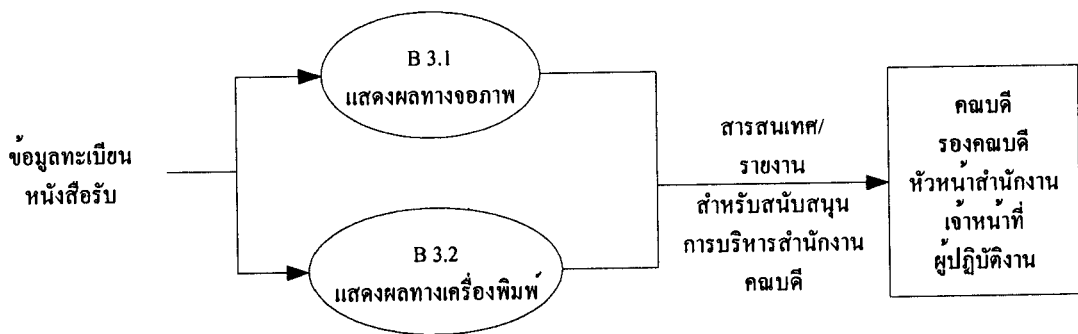 ข้อมูลทะเบียน
หนังสือรับ
B 3.1
แสดงผลทางจอภาพ
B 3.2
แสดงผลทางเครื่องพิมพ์
สารสนเทศ/
รายงาน
สำหรับสนับสนุน
การบริหารสำนักงาน
คณบดี
คณบดี
รองคณบดี
หัวหน้าสำนักงาน
เจ้าหน้าที่
ผู้ปฏิบัติงาน